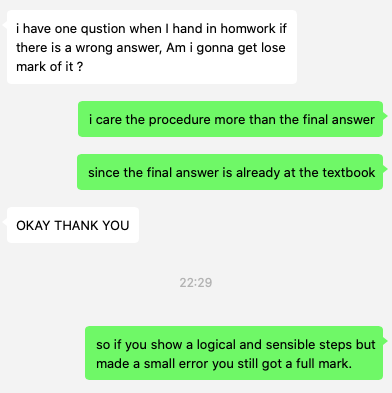 i have one qustion when I hand in homwork if
there is a wrong answer, Am i gonna get lose
mark of it ?
i care the procedure more than the final answer
since the final answer is already at the textbook
OKAY THANK YOU
22:29
so if you show a logical and sensible steps but
made a small error you still got a full mark.